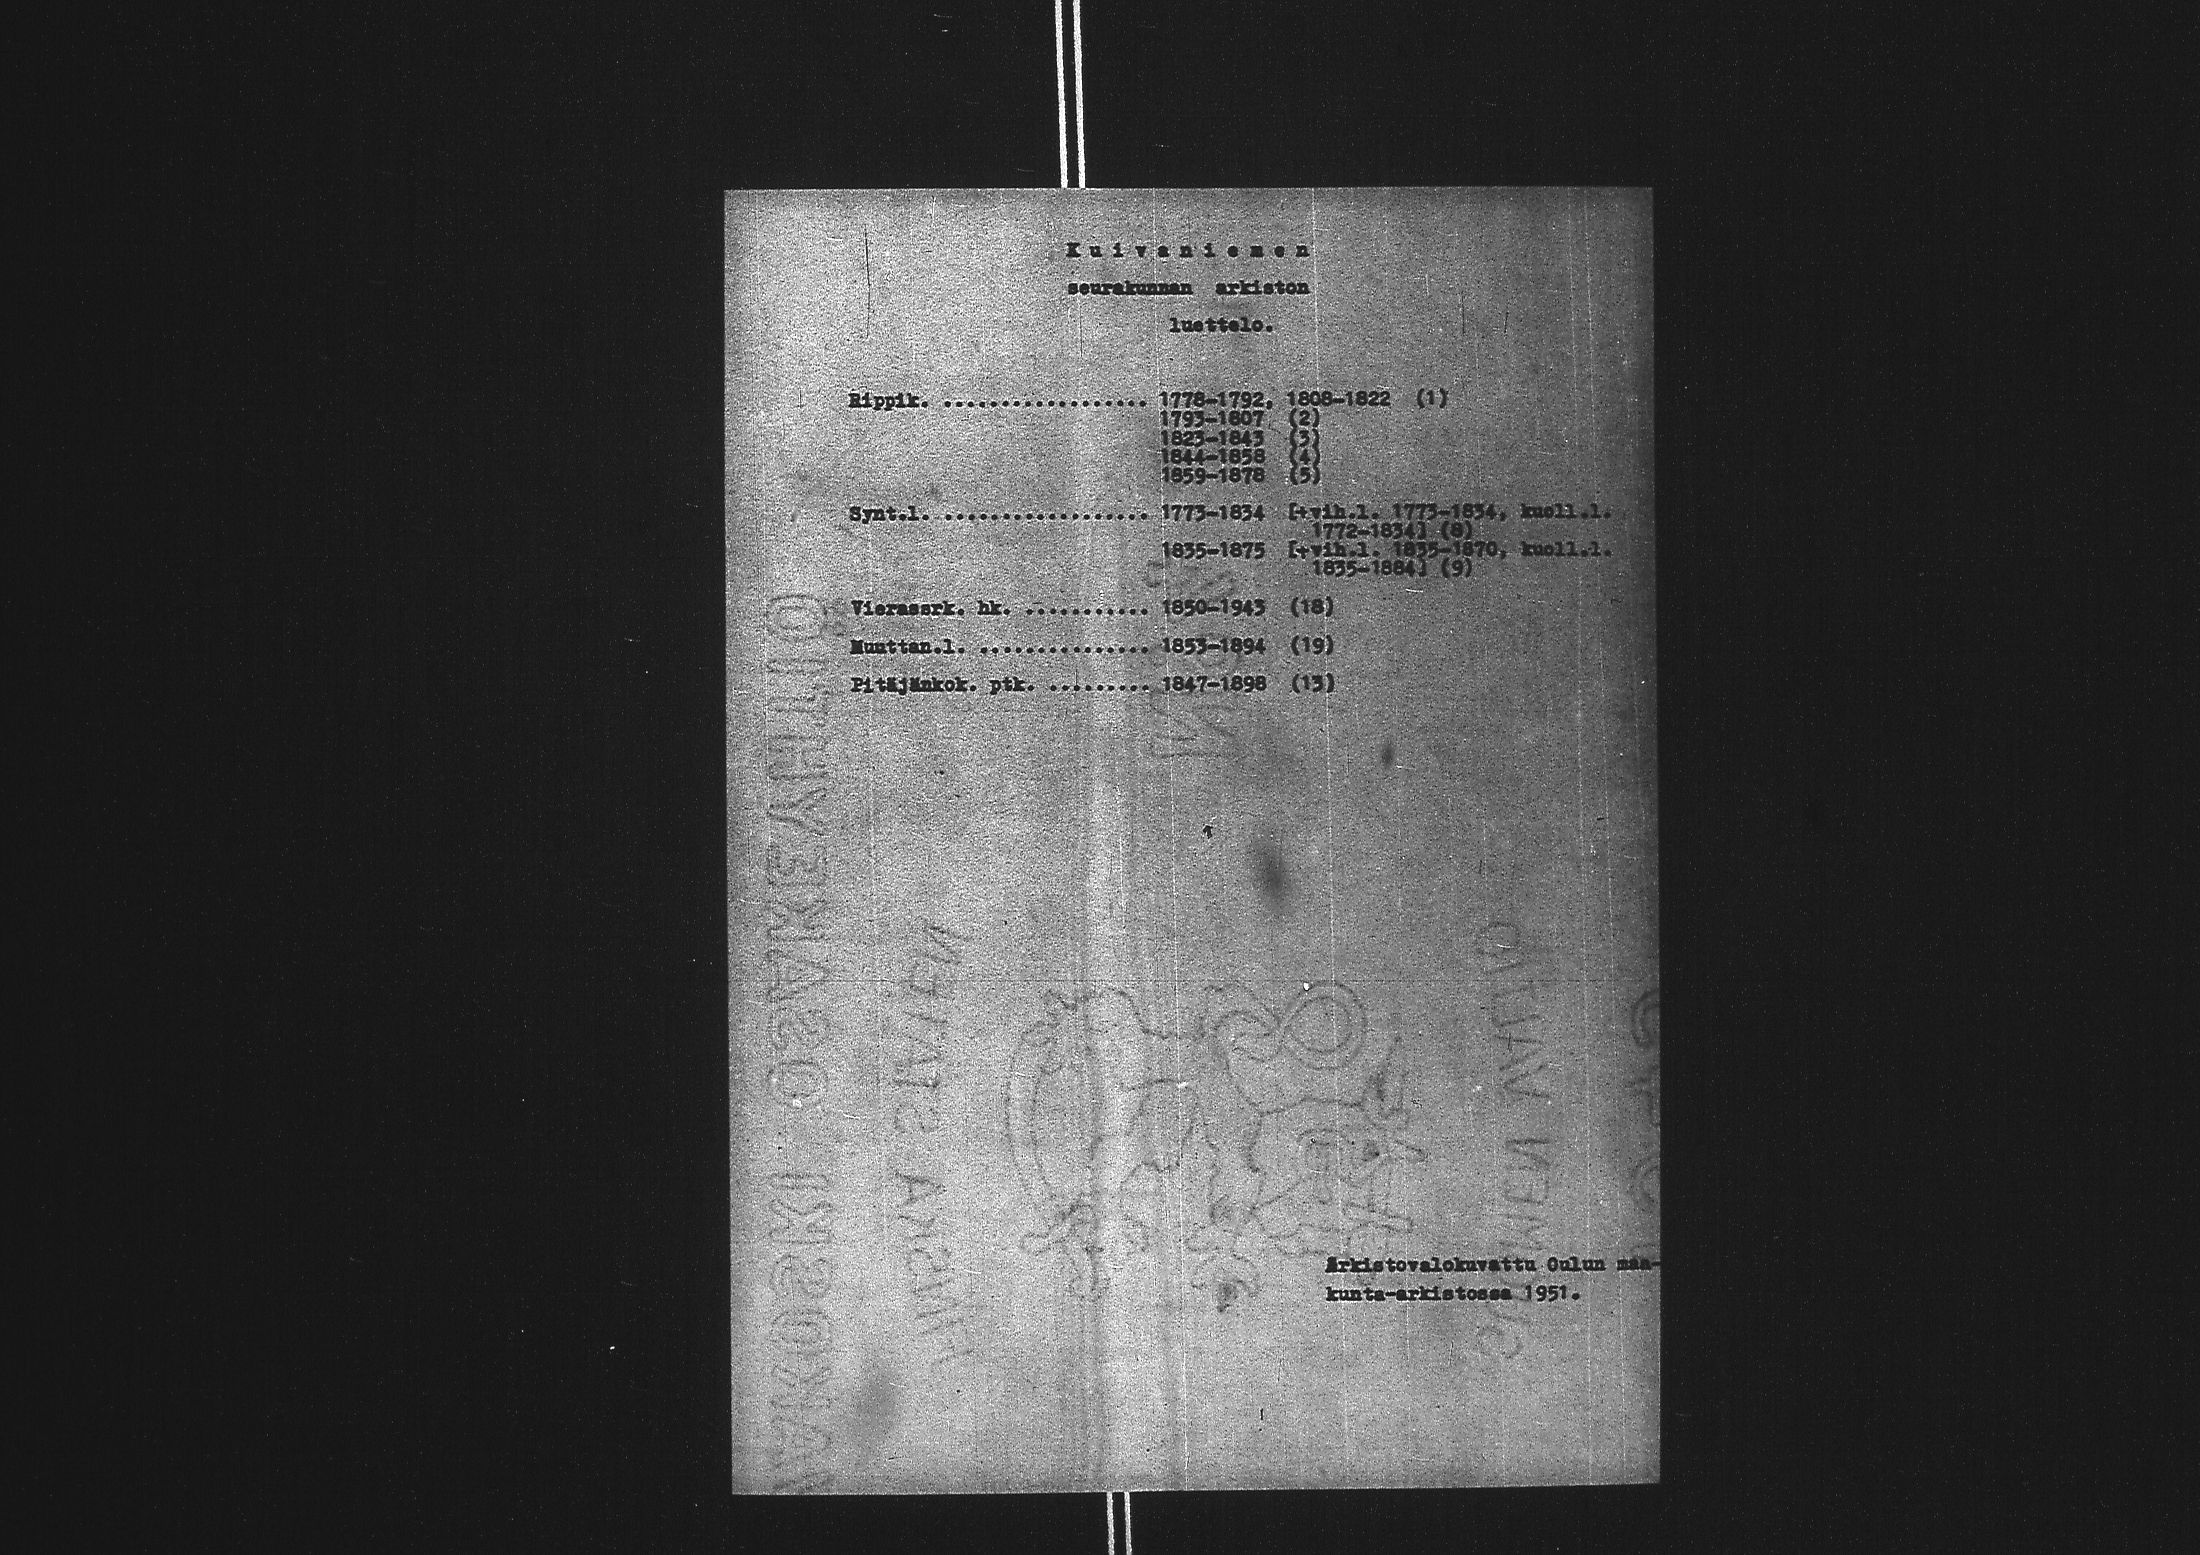 K u i v a n i e m e n
seurakunnan arkiston
luettelo.
Rippik. .................. 1778-1792, 1808-1822 (1)
1793-1807 (2)
1823-1843 (3)
1844-1858 (4)
1859-1878 (5)
Synt.l. .................. 1773-1834 [+vih.l. 1773-1834, kuoll.l.
1772-1834] (8)
1835-1875 [+vih.l. 1835-1870, kuoll.l.
1835-1884] (9)
Vierassrk. hk. ........... 1850-1943 (18)
Muuttan.l. ............... 1853-1894 (19)
Pitäjänkok. ptk. ......... 1847-1898 (13)
Arkistovalokuvattu Oulun maa-
kunta-arkistossa 1951.